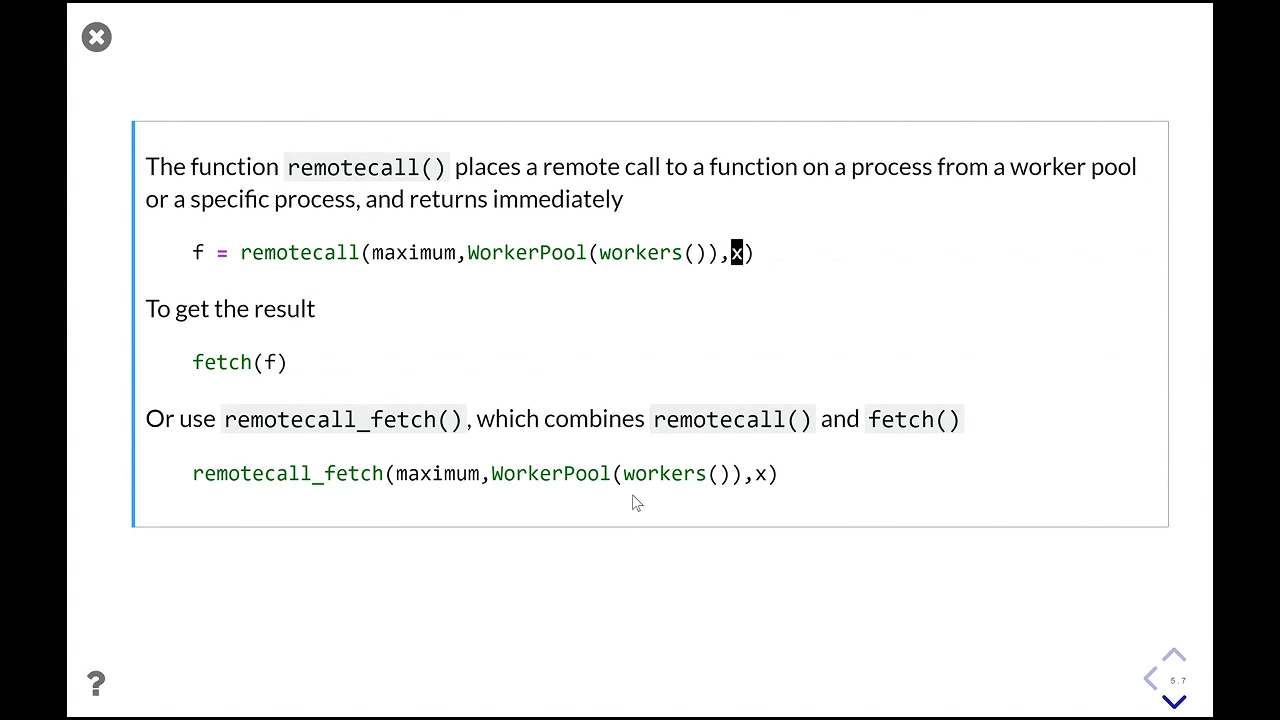 The function remotecall() places a remote call to a function on a process from a worker pool
or a specific process, and returns immediately
f = remotecall(maximum,WorkerPool(workers()),x)
To get the result
fetch(f)
Or use remotecall_fetch(), which combines remotecall() and fetch()
remotecall_fetch(maximum,WorkerPool(workers()),x)
?
5.7